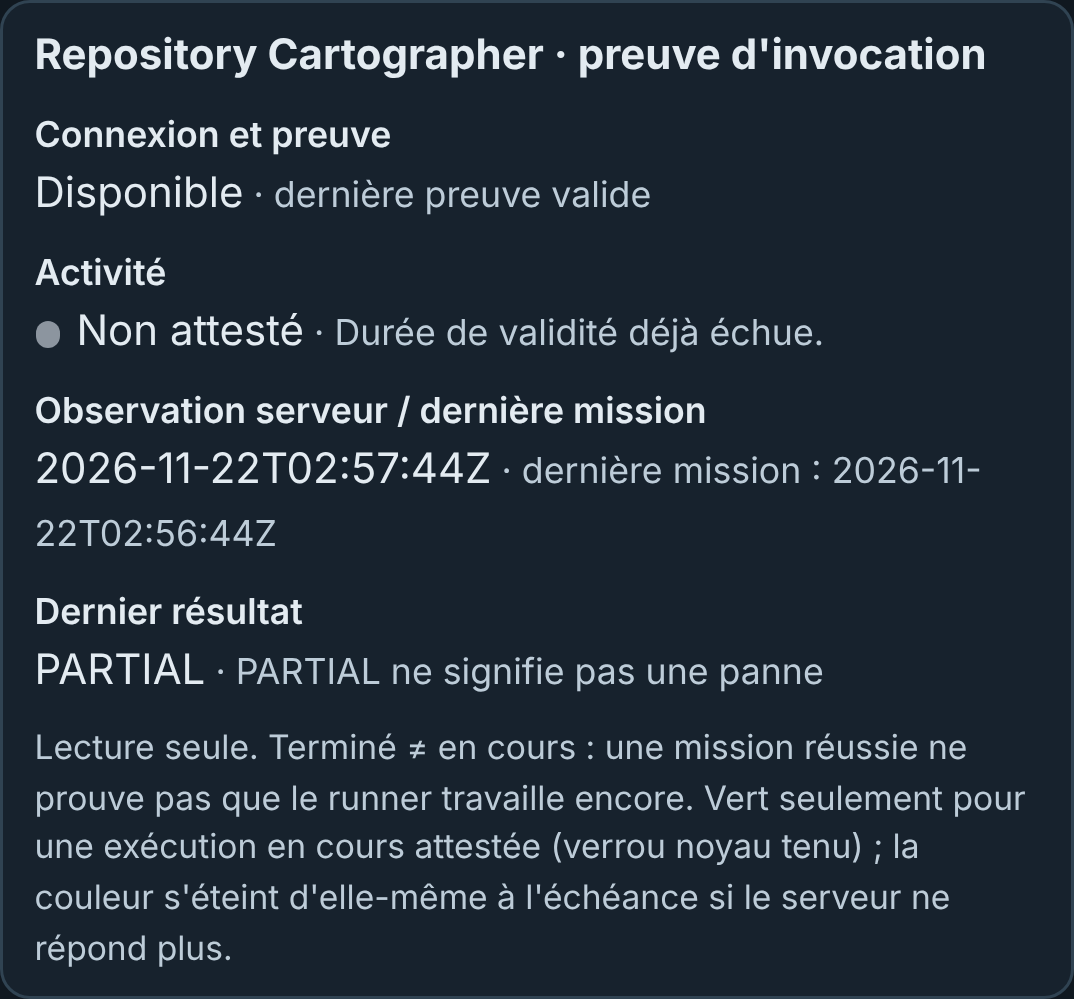 Repository Cartographer · preuve d'invocation
Connexion et preuve
Disponible · dernière preuve valide
Activité
Non attesté · Durée de validité déjà échue.
Observation serveur / dernière mission
2026-11-22T02:57:44Z · dernière mission : 2026-11-
22T02:56:44Z
Dernier résultat
PARTIAL · PARTIAL ne signifie pas une panne
Lecture seule. Terminé ≠ en cours : une mission réussie ne
prouve pas que le runner travaille encore. Vert seulement pour
une exécution en cours attestée (verrou noyau tenu) ; la
couleur s'éteint d'elle-même à l'échéance si le serveur ne
répond plus.